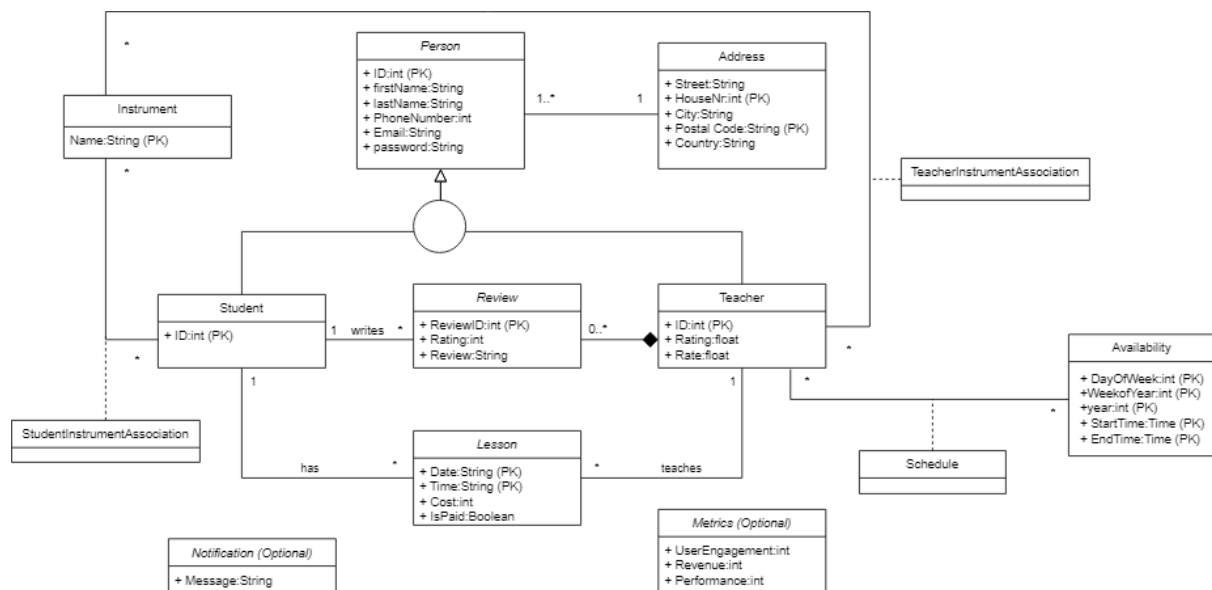 Person
+ ID:int (PK)
+ firstName:String
+ lastName:String
+ PhoneNumber:int
+ Email:String
+ password:String
Address
+ Street:String
+ HouseNr:int (PK)
+ City:String
+ Postal Code:String (PK)
+ Country:String
1..*
1
*
Instrument
Name:String (PK)
*
TeacherInstrumentAssociation
Student
+ ID:int (PK)
1
writes
*
Review
+ ReviewID:int (PK)
+ Rating:int
+ Review:String
0..*
Teacher
+ ID:int (PK)
+ Rating:float
+ Rate:float
*
*
1
1
*
*
Availability
+ DayOfWeek:int (PK)
+WeekofYear:int (PK)
+year:int (PK)
+ StartTime:Time (PK)
+ EndTime:Time (PK)
StudentInstrumentAssociation
has
*
Lesson
+ Date:String (PK)
+ Time:String (PK)
+ Cost:int
+ IsPaid:Boolean
*
teaches
Schedule
Notification (Optional)
+ Message:String
Metrics (Optional)
+ UserEngagement:int
+ Revenue:int
+ Performance:int